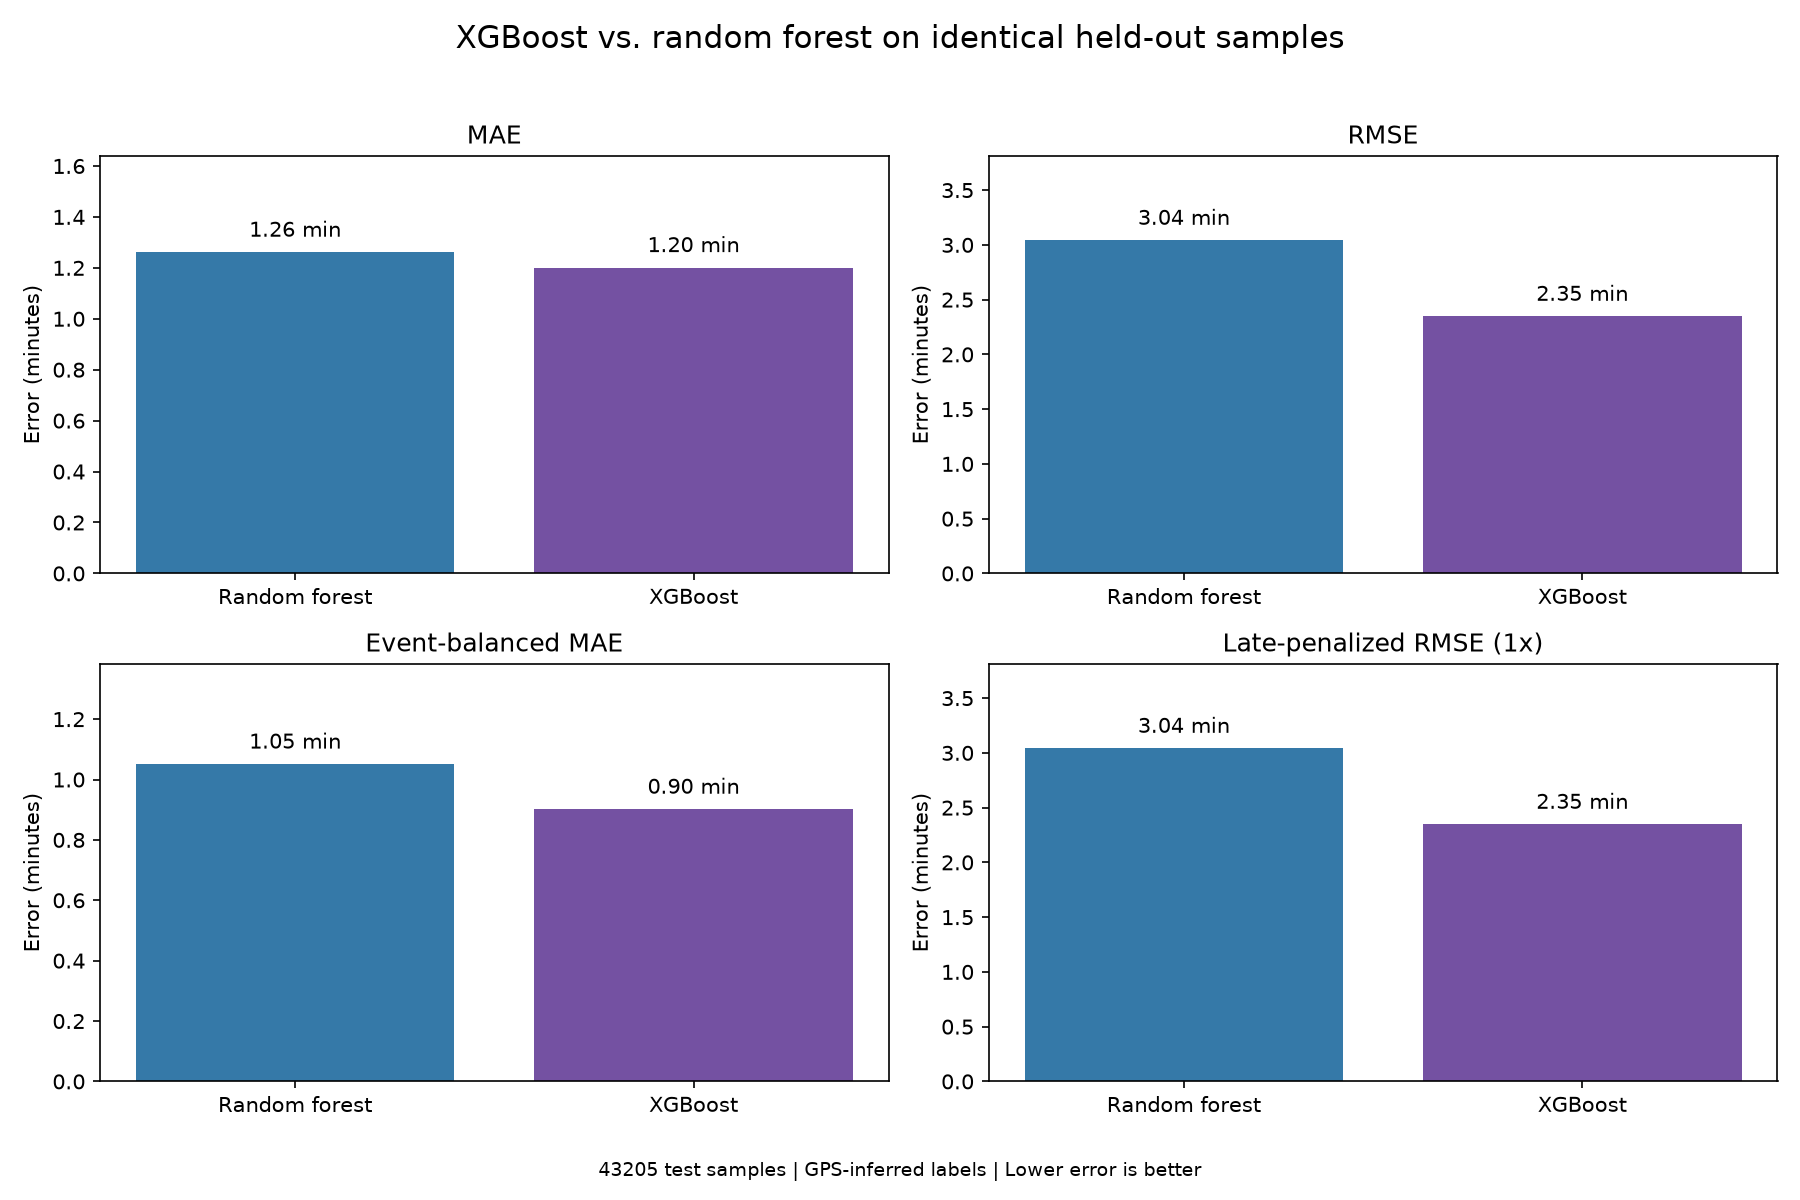 XGBoost vs. random forest on identical held-out samples
MAE
1.6
1.4
1.2
1.0
0.8
0.6
0.4
0.2
0.0
Error (minutes)
1.26 min
1.20 min
Random forest
XGBoost
RMSE
3.5
3.0
2.5
2.0
1.5
1.0
0.5
0.0
Error (minutes)
3.04 min
2.35 min
Random forest
XGBoost
Event-balanced MAE
1.2
1.0
0.8
0.6
0.4
0.2
0.0
Error (minutes)
1.05 min
0.90 min
Random forest
XGBoost
Late-penalized RMSE (1x)
3.5
3.0
2.5
2.0
1.5
1.0
0.5
0.0
Error (minutes)
3.04 min
2.35 min
Random forest
XGBoost
43205 test samples | GPS-inferred labels | Lower error is better